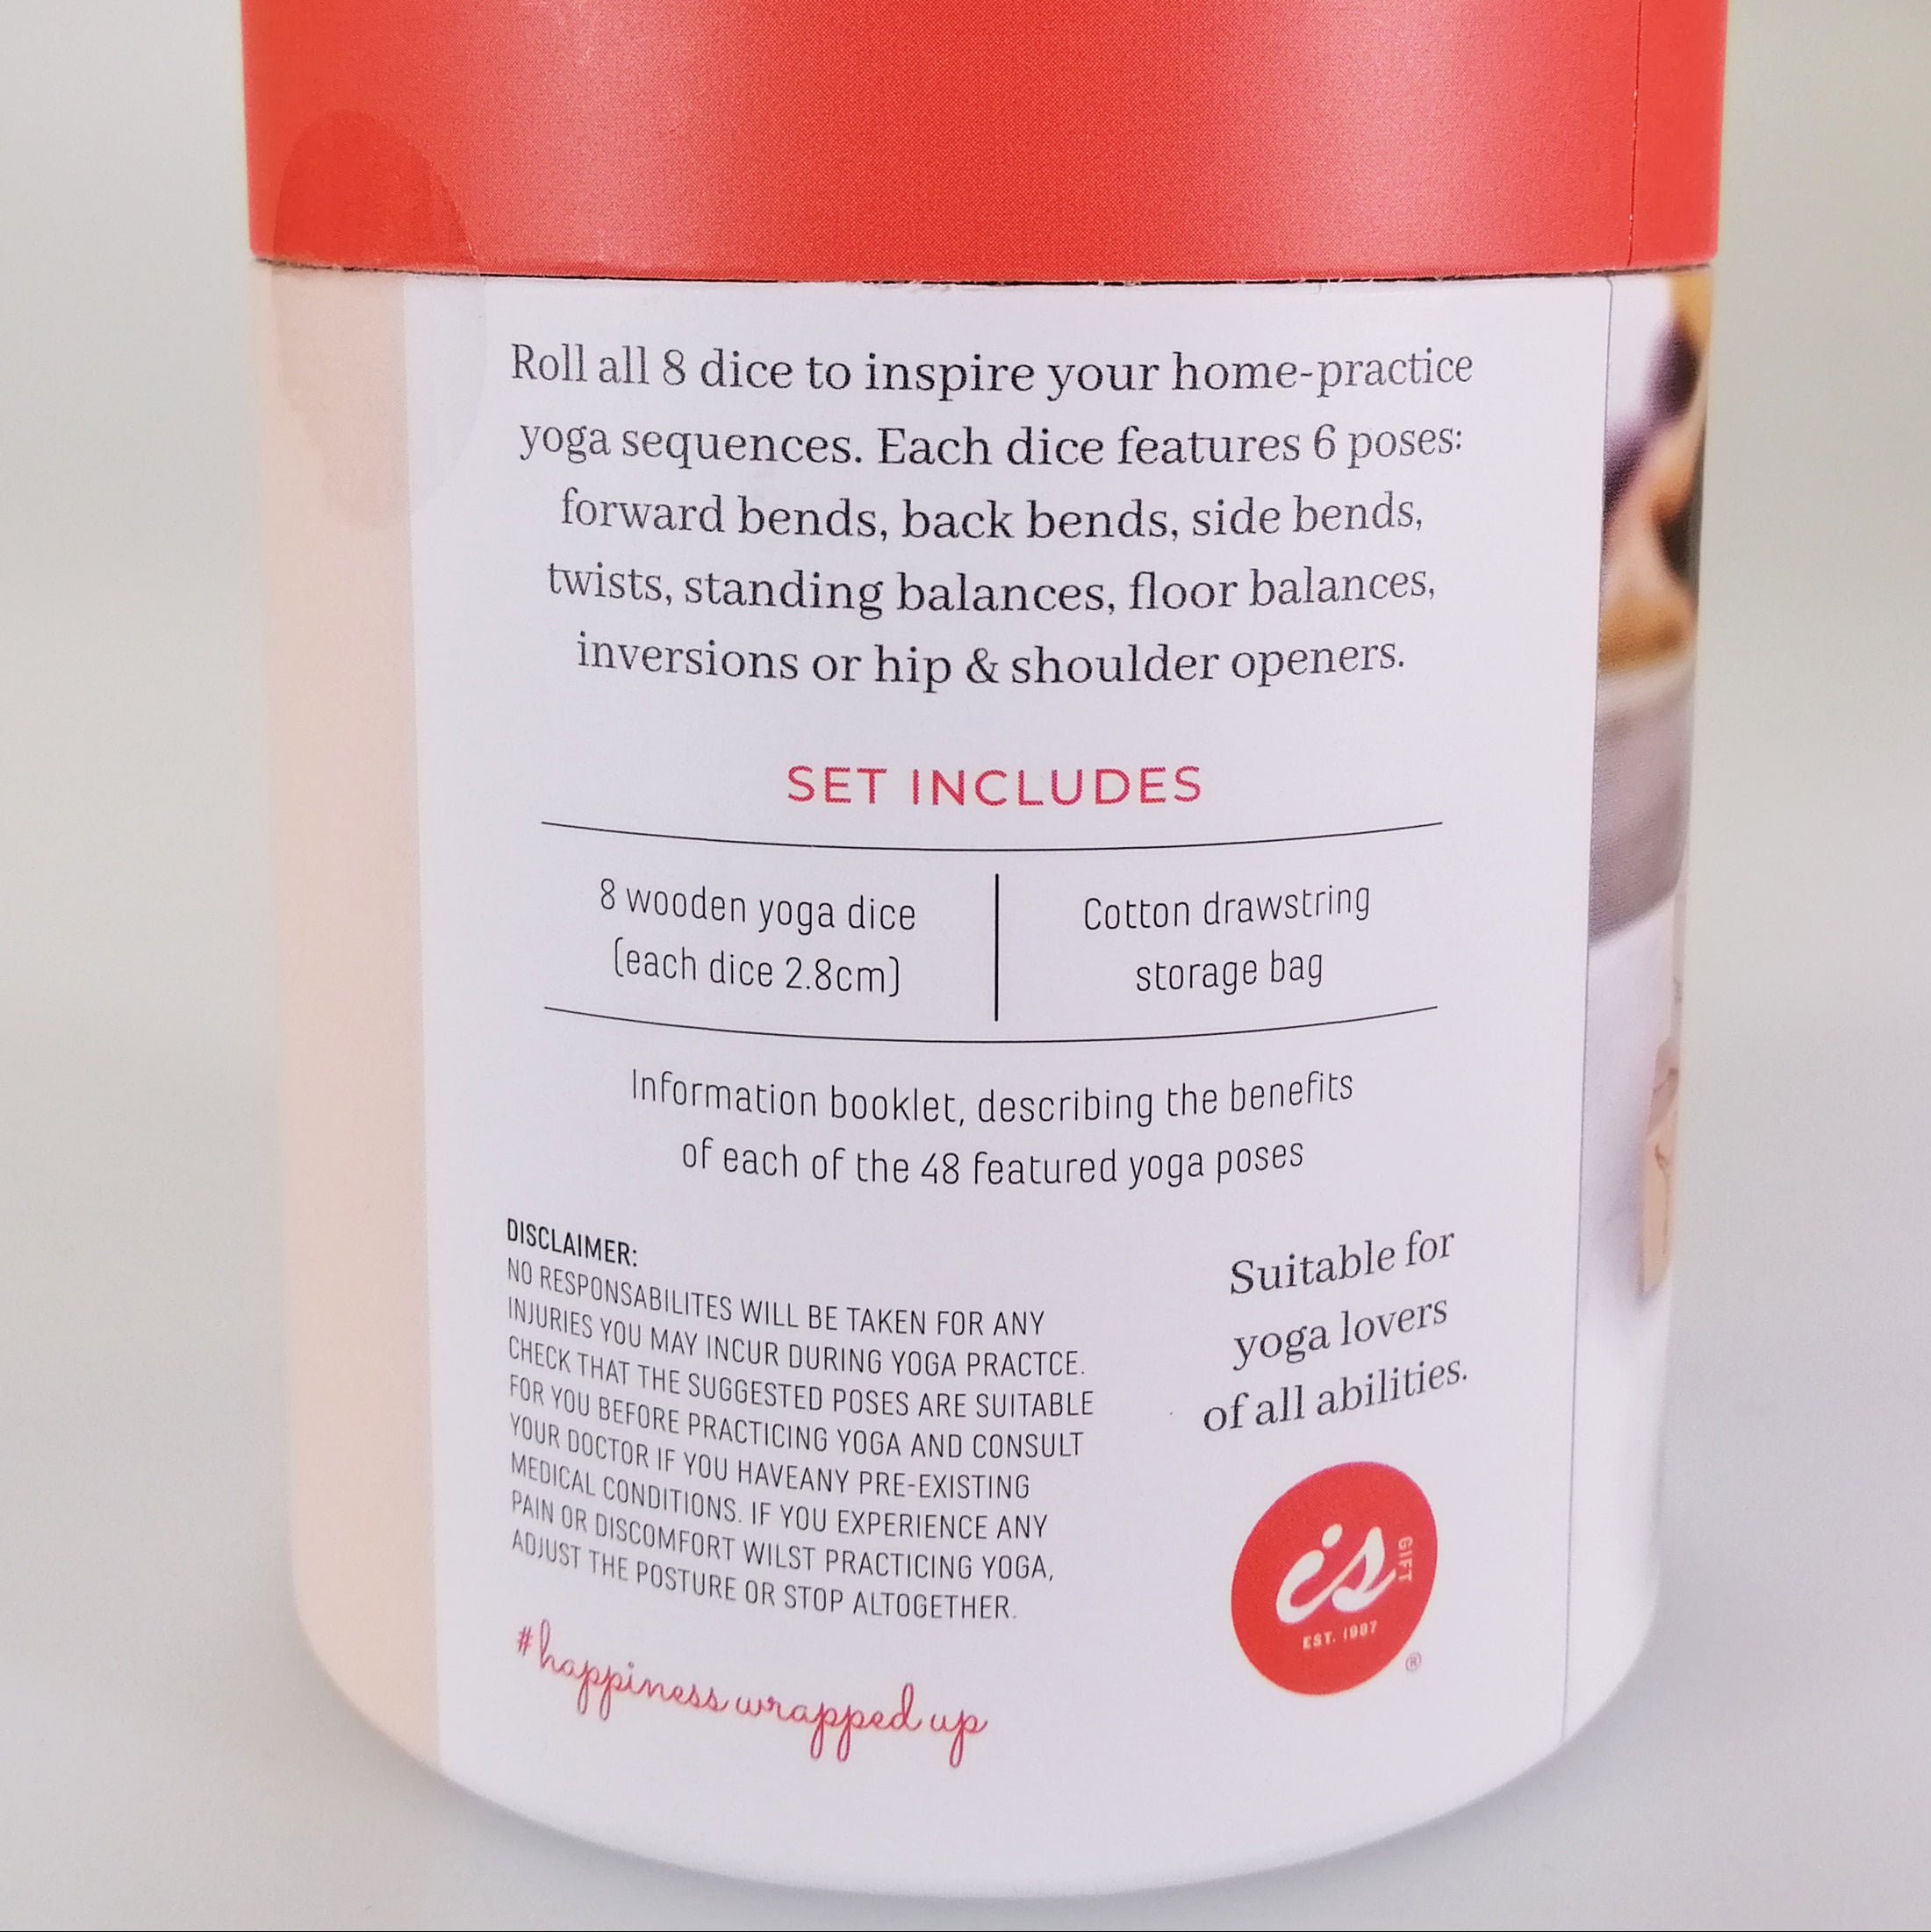 Roll all 8 dice to inspire your home-practice
yoga sequences. Each dice features 6 poses:
forward bends, back bends, side bends,
twists, standing balances, floor balances,
inversions or hip & shoulder openers.
SET INCLUDES
8 wooden yoga dice
(each dice 2.8cm)
Cotton drawstring
storage bag
Information booklet, describing the benefits
of each of the 48 featured yoga poses
DISCLAIMER:
NO RESPONSABILITES WILL BE TAKEN FOR ANY
INJURIES YOU MAY INCUR DURING YOGA PRACTCE.
CHECK THAT THE SUGGESTED POSES ARE SUITABLE
FOR YOU BEFORE PRACTICING YOGA AND CONSULT
YOUR DOCTOR IF YOU HAVEANY PRE-EXISTING
MEDICAL CONDITIONS. IF YOU EXPERIENCE ANY
PAIN OR DISCOMFORT WILST PRACTICING YOGA,
ADJUST THE POSTURE OR STOP ALTOGETHER.
#happiness wrapped up
Suitable for
yoga lovers
of all abilities.
is GIFT
EST. 1987
®